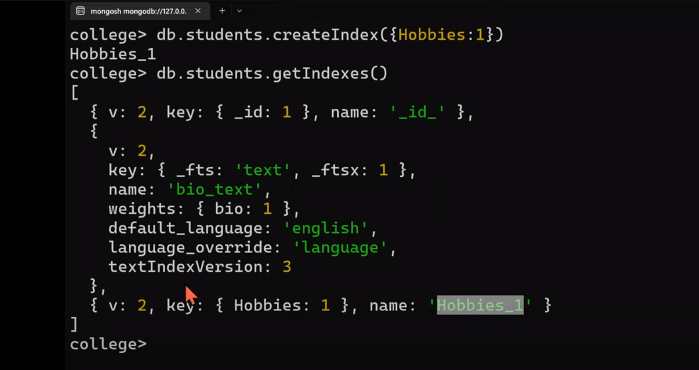 mongosh mongodb://127.0.0.
college> db.students.createIndex({Hobbies:1})
Hobbies_1
college> db.students.getIndexes()
[
  { v: 2, key: { _id: 1 }, name: '_id_' },
  {
    v: 2,
    key: { _fts: 'text', _ftsx: 1 },
    name: 'bio_text',
    weights: { bio: 1 },
    default_language: 'english',
    language_override: 'language',
    textIndexVersion: 3
  },
  { v: 2, key: { Hobbies: 1 }, name: 'Hobbies_1' }
]
college>